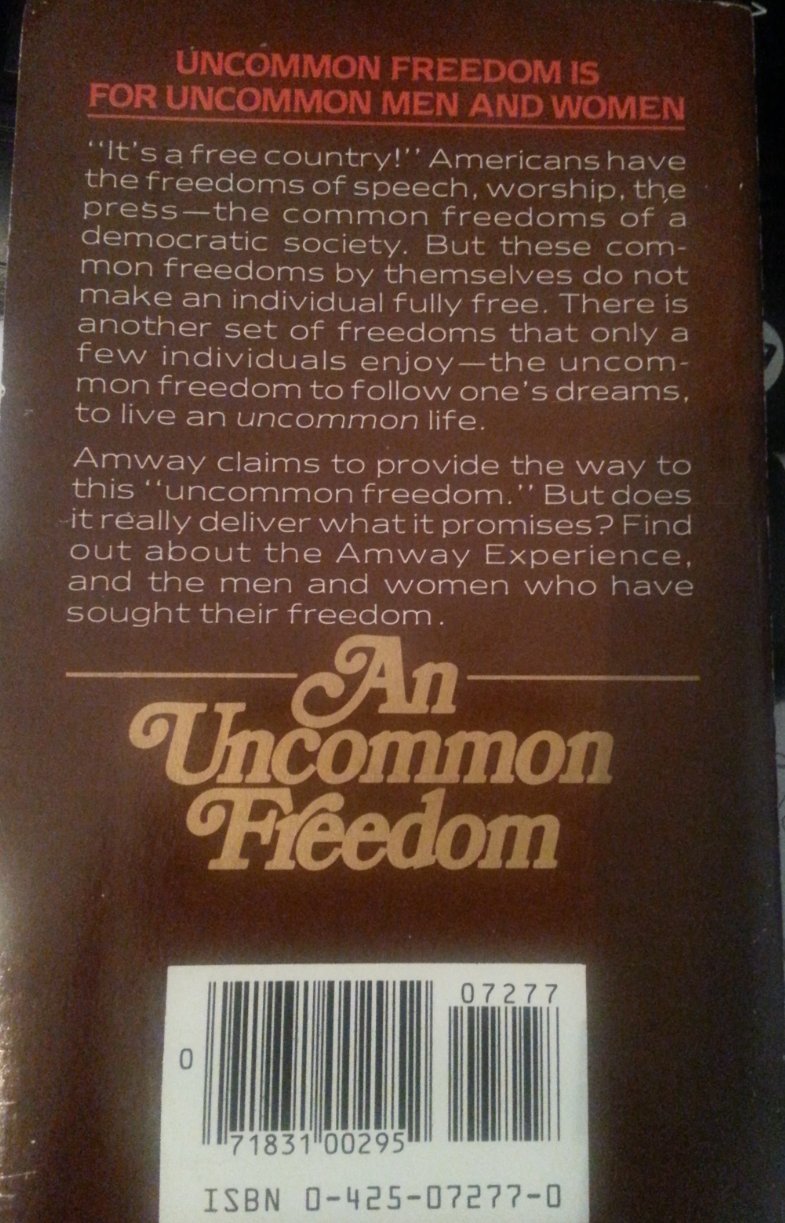 UNCOMMON FREEDOM IS
FOR UNCOMMON MEN AND WOMEN
"It's a free country!" Americans have
the freedoms of speech, worship, the
press—the common freedoms of a
democratic society. But these com-
mon freedoms by themselves do not
make an individual fully free. There is
another set of freedoms that only a
few individuals enjoy—the uncom-
mon freedom to follow one's dreams,
to live an uncommon life.
Amway claims to provide the way to
this "uncommon freedom." But does
it really deliver what it promises? Find
out about the Amway Experience,
and the men and women who have
sought their freedom.
An
Uncommon
Freedom
07277
0
71831 00295
ISBN 0-425-07277-0